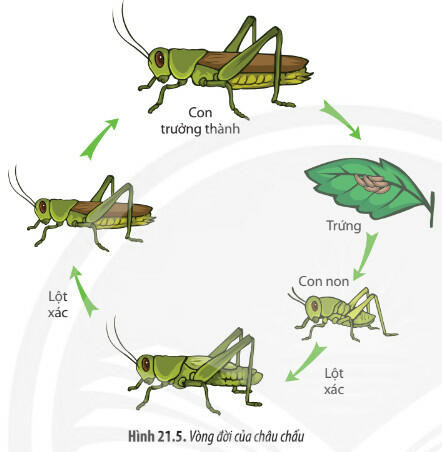 Con
trưởng thành
Trứng
Con non
Lột
xác
Lột
xác
Hình 21.5. Vòng đời của châu chấu